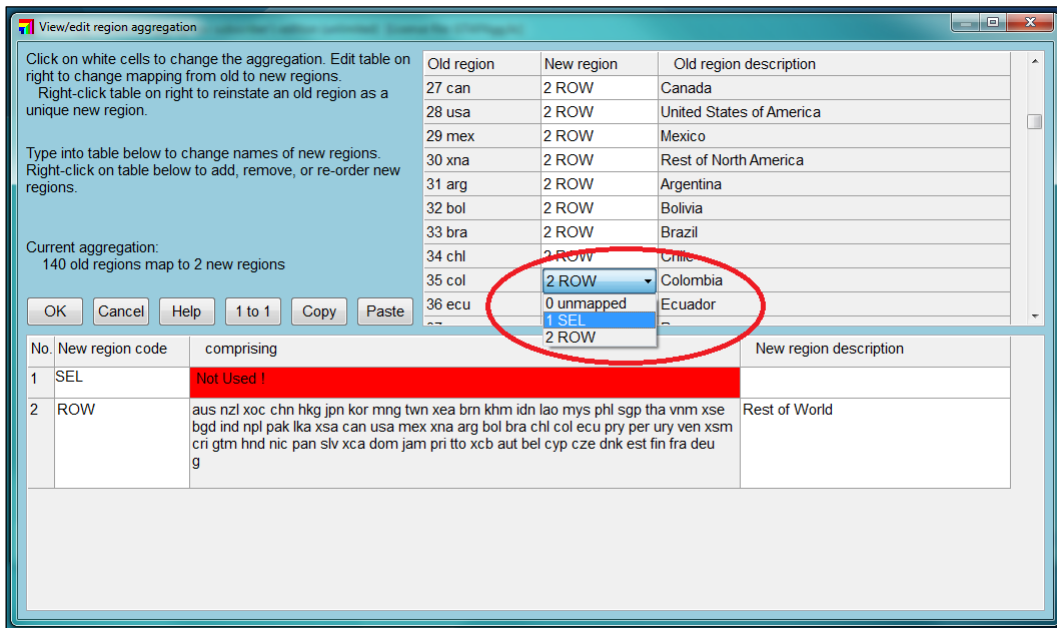 View/edit region aggregation
Click on white cells to change the aggregation. Edit table on
right to change mapping from old to new regions.
Right-click table on right to reinstate an old region as a
unique new region.
Type into table below to change names of new regions.
Right-click on table below to add, remove, or re-order new
regions.
Current aggregation:
140 old regions map to 2 new regions
OK Cancel Help 1 to 1 Copy Paste
Old region New region Old region description
27 can 2 ROW Canada
28 usa 2 ROW United States of America
29 mex 2 ROW Mexico
30 xna 2 ROW Rest of North America
31 arg 2 ROW Argentina
32 bol 2 ROW Bolivia
33 bra 2 ROW Brazil
34 chl 2 ROW Chile
35 col 2 ROW Colombia
36 ecu 0 unmapped Ecuador
1 SEL
2 ROW
No. New region code comprising New region description
1 SEL Not Used !
2 ROW aus nzl xoc chn hkg jpn kor mng twn xea brn khm idn lao mys phl sgp tha vnm xse Rest of World
bgd ind npl pak lka xsa can usa mex xna arg bol bra chl col ecu pry per ury ven xsm
cri gtm hnd nic pan slv xca dom jam pri tto xcb aut bel cyp cze dnk est fin fra deu
g